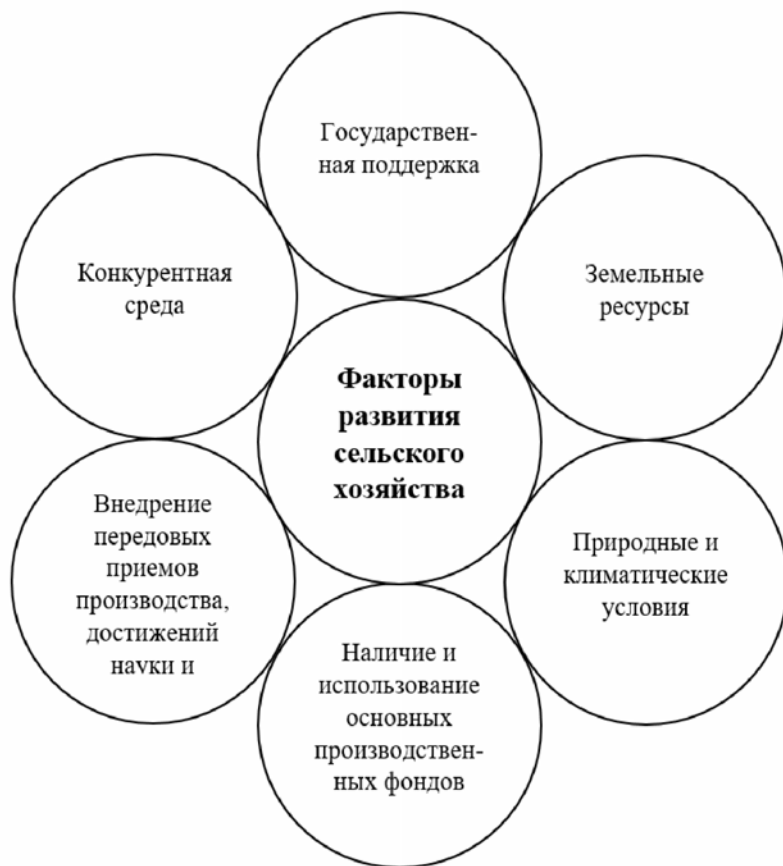 Государствен-
ная поддержка
Конкурентная
среда
Земельные
ресурсы
Факторы
развития
сельского
хозяйства
Внедрение
передовых
приемов
производства,
достижений
науки и
Природные и
климатические
условия
Наличие и
использование
основных
производствен-
ных фондов